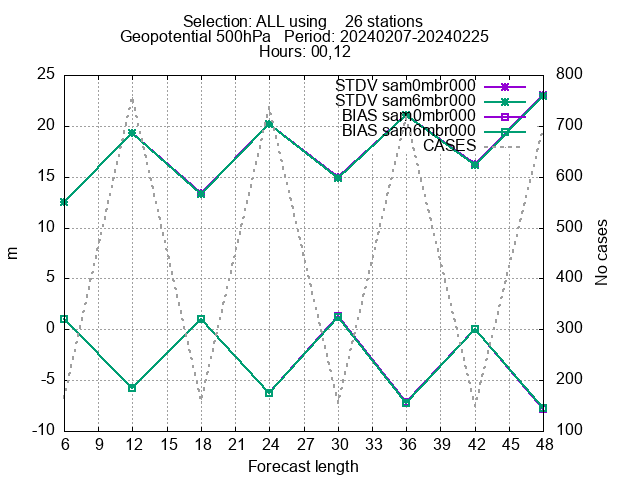 Selection: ALL using    26 stations
Geopotential 500hPa   Period: 20240207-20240225
Hours: 00,12
STDV sam0mbr000
STDV sam6mbr000
BIAS sam0mbr000
BIAS sam6mbr000
CASES
25
20
15
10
5
0
-5
-10
m
800
700
600
500
400
300
200
100
No cases
6 9 12 15 18 21 24 27 30 33 36 39 42 45 48
Forecast length